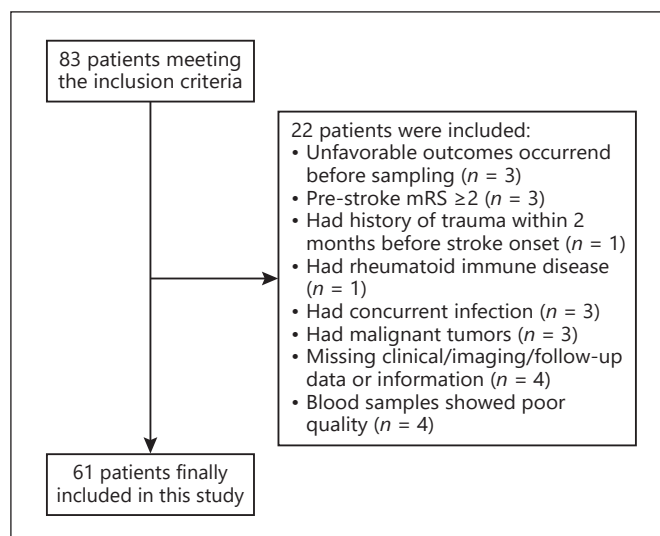 83 patients meeting
the inclusion criteria
22 patients were included:
• Unfavorable outcomes occurrend
before sampling (n = 3)
• Pre-stroke mRS ≥2 (n = 3)
• Had history of trauma within 2
months before stroke onset (n = 1)
• Had rheumatoid immune disease
(n = 1)
• Had concurrent infection (n = 3)
• Had malignant tumors (n = 3)
• Missing clinical/imaging/follow-up
data or information (n = 4)
• Blood samples showed poor
quality (n = 4)
61 patients finally
included in this study